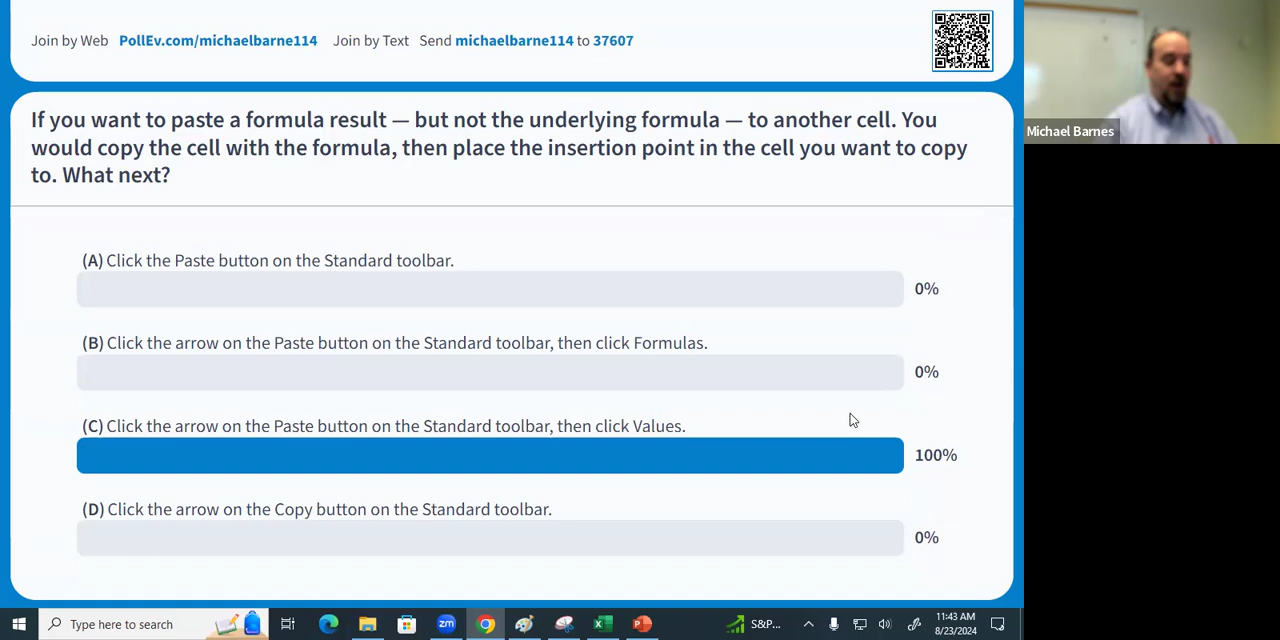 Join by Web PollEv.com/michaelbarne114 Join by Text Send michaelbarne114 to 37607
Michael Barnes
If you want to paste a formula result — but not the underlying formula — to another cell. You
would copy the cell with the formula, then place the insertion point in the cell you want to copy
to. What next?
(A) Click the Paste button on the Standard toolbar.
0%
(B) Click the arrow on the Paste button on the Standard toolbar, then click Formulas.
0%
(C) Click the arrow on the Paste button on the Standard toolbar, then click Values.
100%
(D) Click the arrow on the Copy button on the Standard toolbar.
0%
Type here to search
zm
S&P...
11:43 AM
8/23/2024